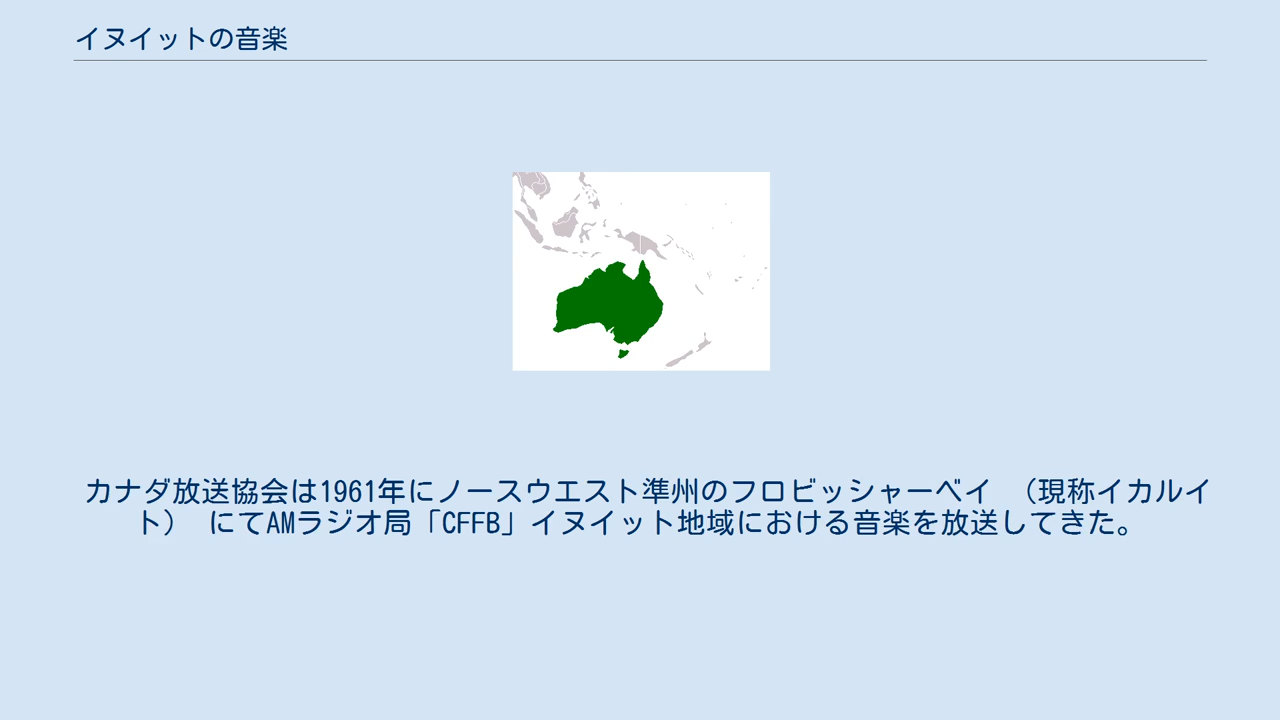 イヌイットの音楽
カナダ放送協会は1961年にノースウエスト準州のフロビッシャーベイ （現称イカルイ
ト） にてAMラジオ局「CFFB」イヌイット地域における音楽を放送してきた。